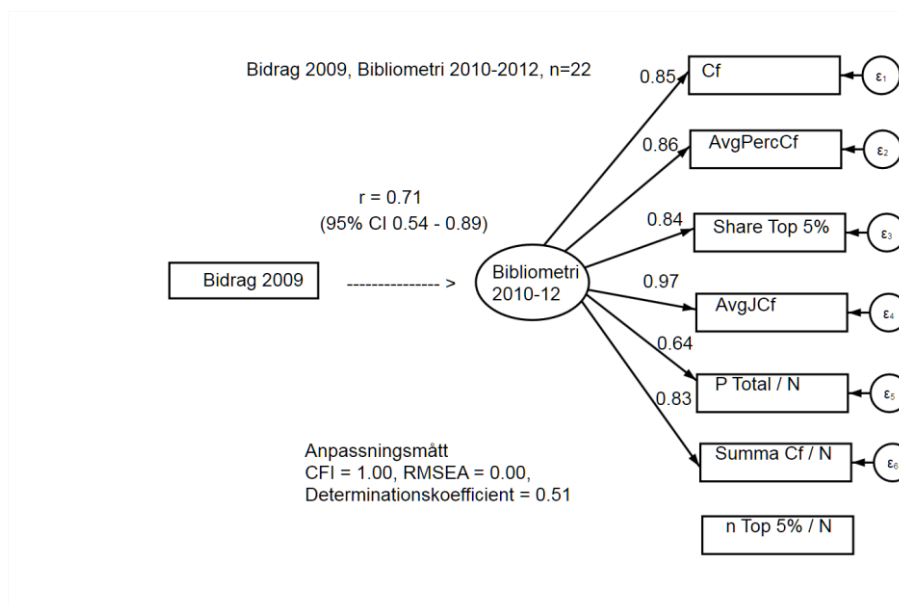 Bidrag 2009, Bibliometri 2010-2012, n=22
0.85
Cf
ε1
0.86
AvgPercCf
ε2
r = 0.71
(95% CI 0.54 - 0.89)
0.84
Share Top 5%
ε3
Bidrag 2009
--------------- >
Bibliometri
2010-12
0.97
AvgJCf
ε4
0.64
P Total / N
ε5
0.83
Summa Cf / N
ε6
Anpassningsmått
CFI = 1.00, RMSEA = 0.00,
Determinationskoefficient = 0.51
n Top 5% / N